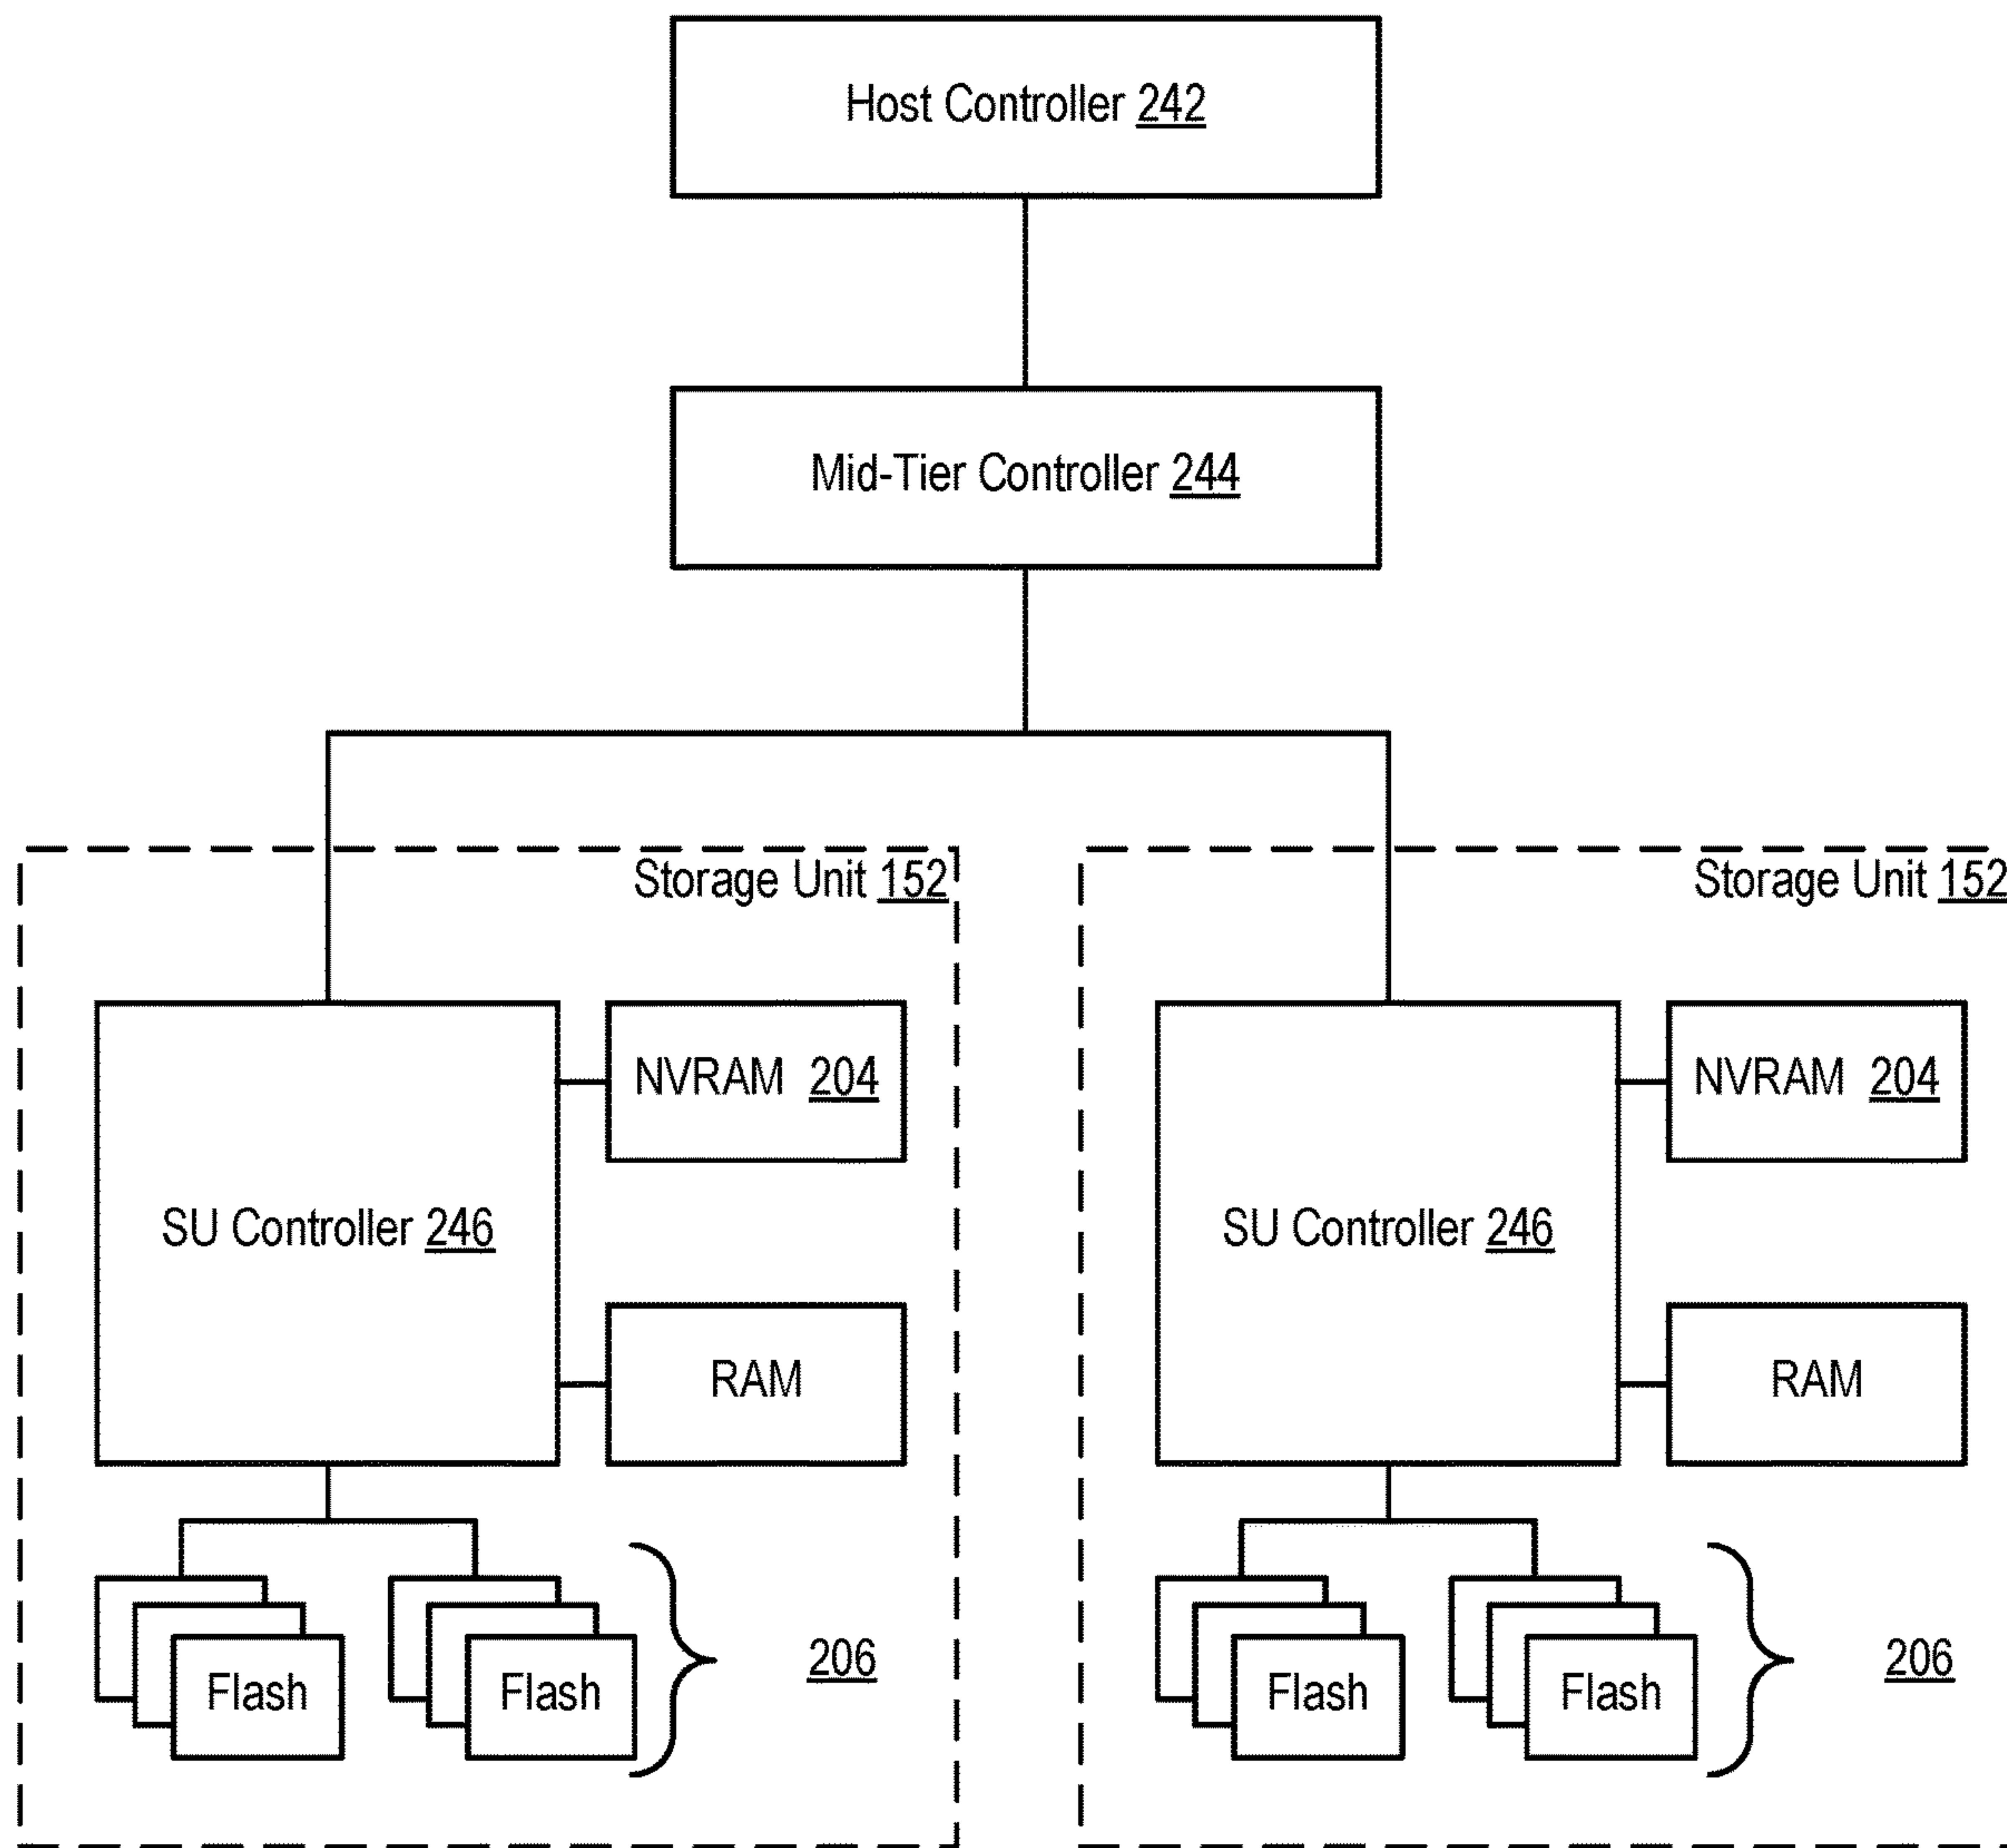 Host Controller 242
Mid-Tier Controller 244
Storage Unit 152
Storage Unit 152
NVRAM 204
NVRAM 204
SU Controller 246
SU Controller 246
RAM
RAM
206
206
Flash
Flash
Flash
Flash